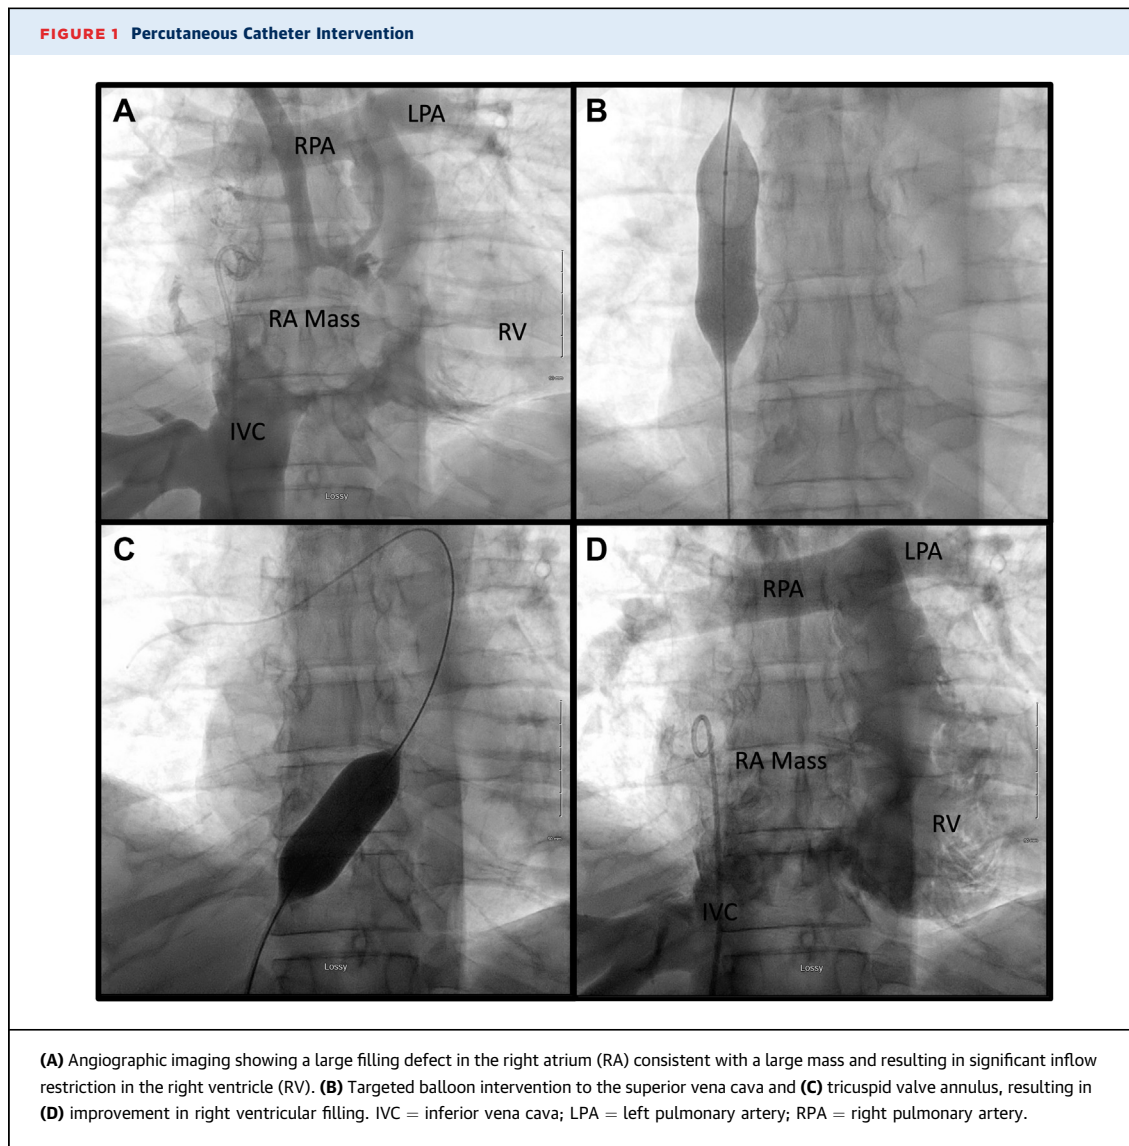 FIGURE 1 Percutaneous Catheter Intervention
A
LPA
RPA
RA Mass
RV
IVC
Lossy
B
C
Lossy
D
LPA
RPA
RA Mass
RV
IVC
Lossy
(A) Angiographic imaging showing a large filling defect in the right atrium (RA) consistent with a large mass and resulting in significant inflow
restriction in the right ventricle (RV). (B) Targeted balloon intervention to the superior vena cava and (C) tricuspid valve annulus, resulting in
(D) improvement in right ventricular filling. IVC = inferior vena cava; LPA = left pulmonary artery; RPA = right pulmonary artery.